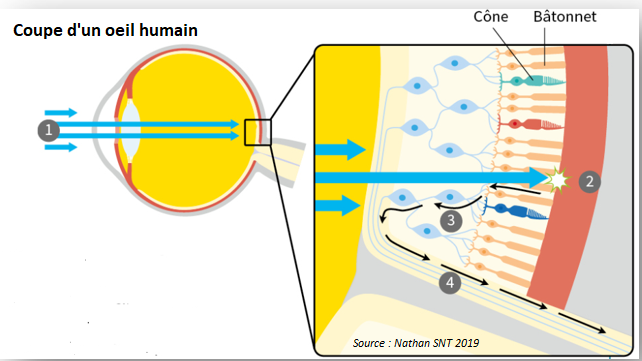 Cône Bâtonnet
Coupe d'un oeil humain
1
2
3
4
Source : Nathan SNT 2019